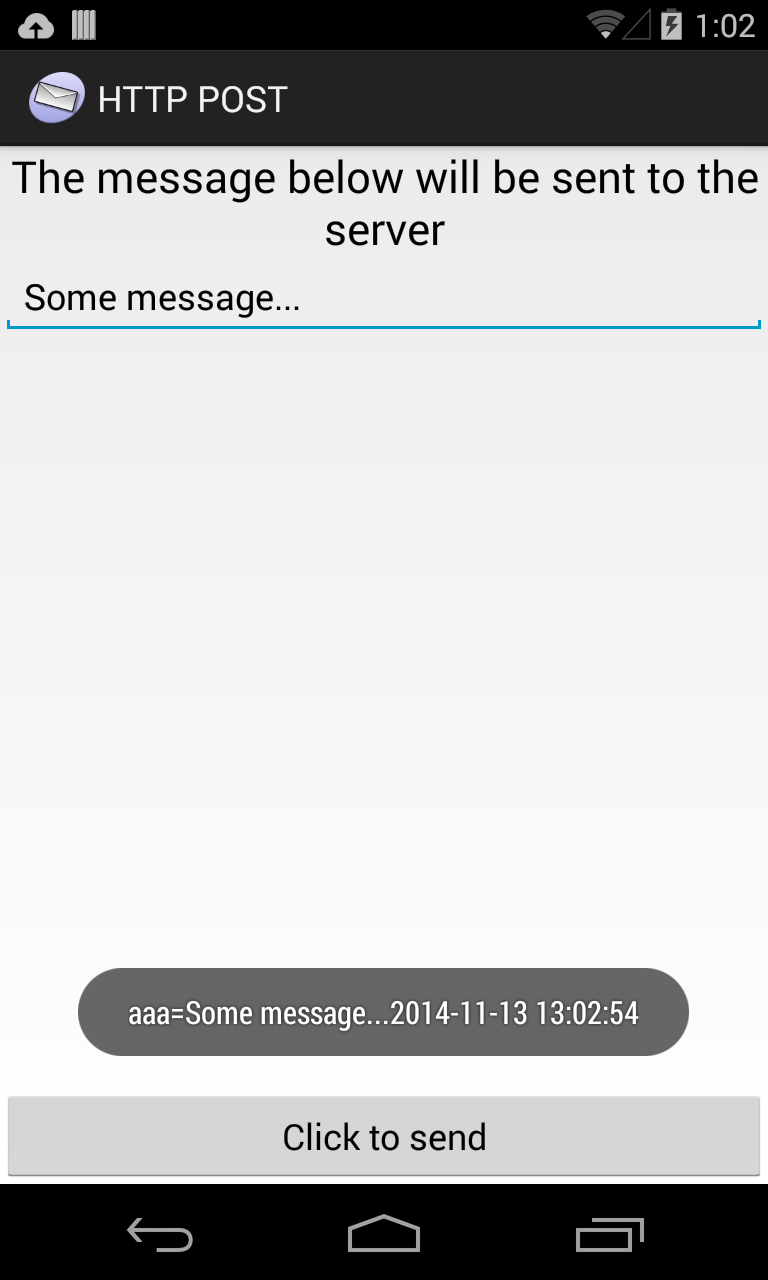 1:02
HTTP POST
The message below will be sent to the
server
Some message...
aaa=Some message...2014-11-13 13:02:54
Click to send